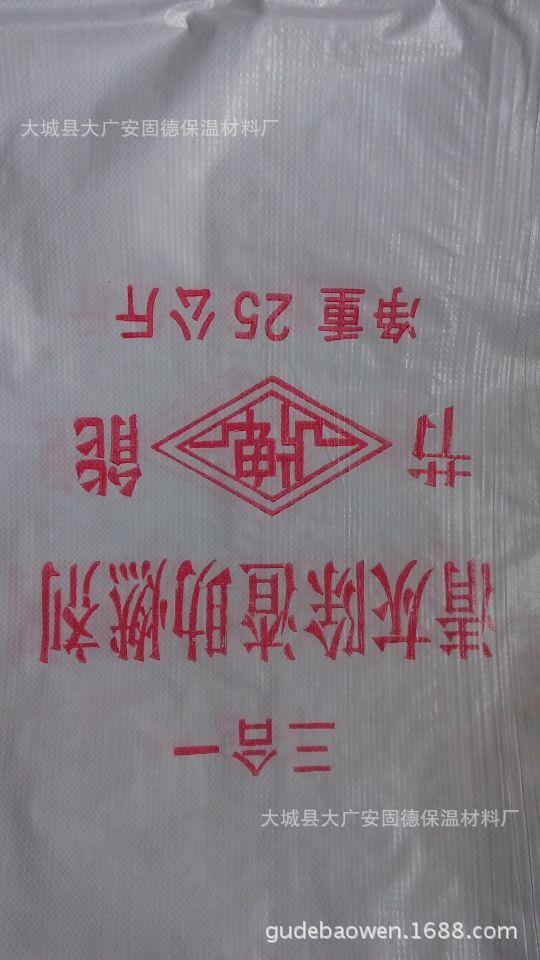 大城县大广安固德保温材料厂
三合一
清灰除渣助燃剂
节 牌 能
净重 25 公斤
大城县大广安固德保温材料厂
gudebaowen.1688.com